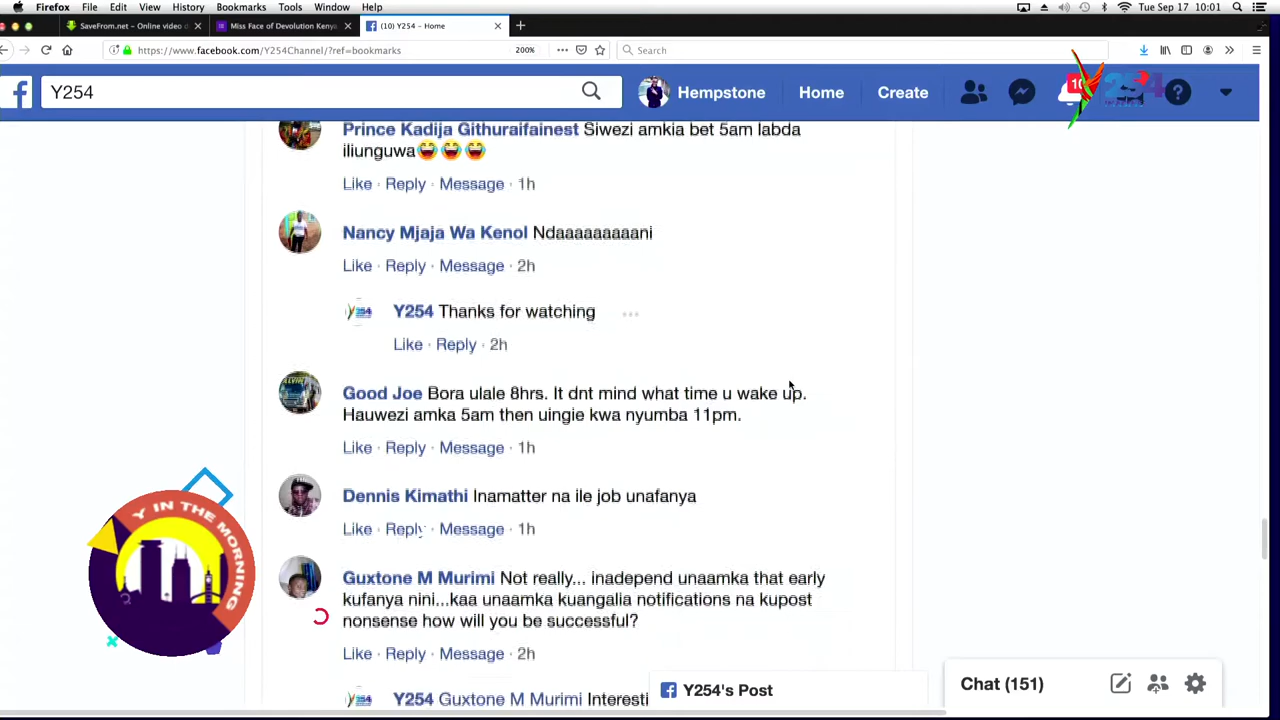 Firefox File Edit View History Bookmarks Tools Window Help Tue Sep 17 10:01
SaveFrom.net – Online video d Miss Face of Devolution Kenya (10) Y254 - Home
https://www.facebook.com/Y254Channel/?ref=bookmarks 200% Search
Y254 Hempstone Home Create 10
254
Prince Kadija Githuraifainest Siwezi amkia bet 5am labda
iliunguwa😂😂😂
Like · Reply · Message · 1h
Nancy Mjaja Wa Kenol Ndaaaaaaaaani
Like · Reply · Message · 2h
Y254 Thanks for watching
Like · Reply · 2h
Good Joe Bora ulale 8hrs. It dnt mind what time u wake up.
Hauwezi amka 5am then uingie kwa nyumba 11pm.
Like · Reply · Message · 1h
Dennis Kimathi Inamatter na ile job unafanya
Like · Reply · Message · 1h
Y IN THE MORNING
Guxtone M Murimi Not really... inadepend unaamka that early
kufanya nini...kaa unaamka kuangalia notifications na kupost
nonsense how will you be successful?
Like · Reply · Message · 2h
Y254 Guxtone M Murimi Interesti
Y254's Post
Chat (151)